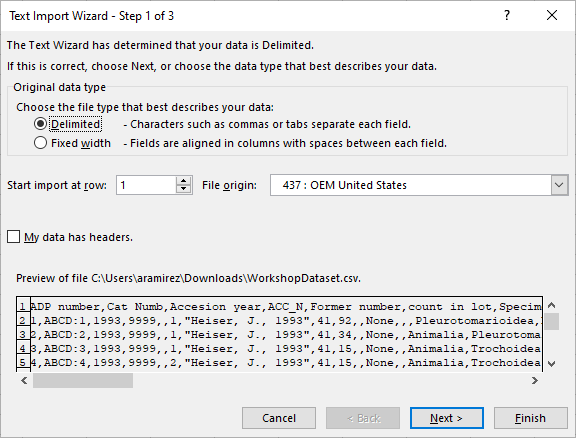 Text Import Wizard - Step 1 of 3
The Text Wizard has determined that your data is Delimited.
If this is correct, choose Next, or choose the data type that best describes your data.
Original data type
Choose the file type that best describes your data:
Delimited - Characters such as commas or tabs separate each field.
Fixed width - Fields are aligned in columns with spaces between each field.
Start import at row: 1 File origin: 437 : OEM United States
My data has headers.
Preview of file C:\Users\aramirez\Downloads\WorkshopDataset.csv.
1 ADP number,Cat Numb,Accesion year,ACC_N,Former number,count in lot,Specim
2 1,ABCD:1,1993,9999,,1,"Heiser, J., 1993",41,92,,None,,,Pleurotomarioidea,
3 2,ABCD:2,1993,9999,,1,"Heiser, J., 1993",41,34,,None,,Animalia,Pleurotoma
4 3,ABCD:3,1993,9999,,1,"Heiser, J., 1993",41,15,,None,,Animalia,Trochoidea
5 4,ABCD:4,1993,9999,,2,"Heiser, J., 1993",41,15,,None,,Animalia,Trochoidea
Cancel < Back Next > Finish